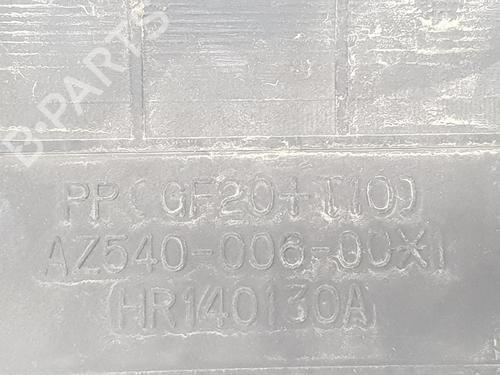 B-PARTS
PP(GF20+T10)
AZ540-006-00X1
(HR140130A)